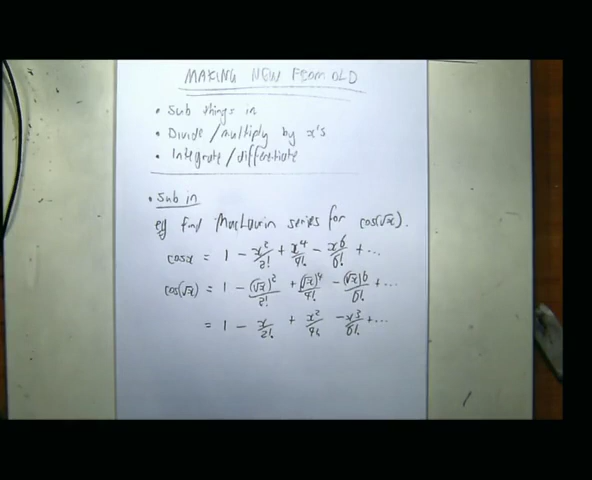 MAKING NEW FROM OLD
• Sub things in
• Divide/multiply by x's
• Integrate/differentiate
• Sub in
eg find Maclaurin series for cos(√x).
cosx = 1 - x²/2! + x⁴/4! - x⁶/6! + ...
cos(√x) = 1 - (√x)²/2! + (√x)⁴/4! - (√x)⁶/6! + ...
= 1 - x/2! + x²/4! - x³/6! + ...